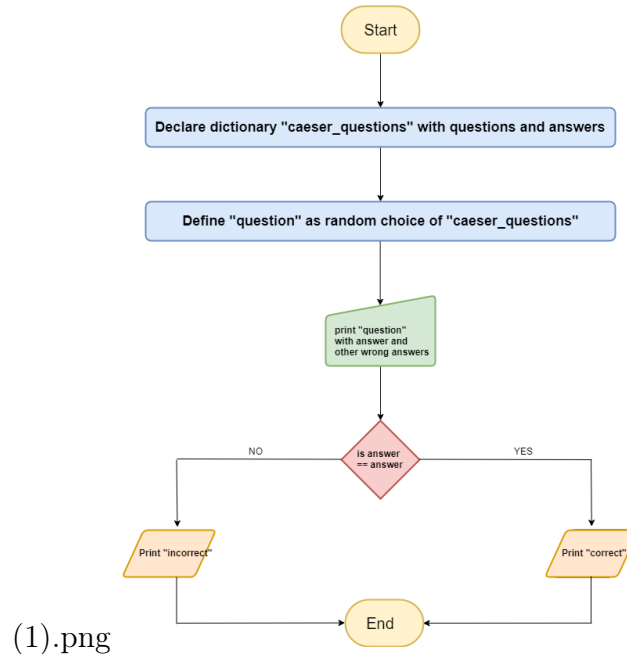 Start
Declare dictionary "caeser_questions" with questions and answers
Define "question" as random choice of "caeser_questions"
print "question"
with answer and
other wrong answers
is answer
== answer
NO
YES
Print "incorrect"
Print "correct"
End
(1).png